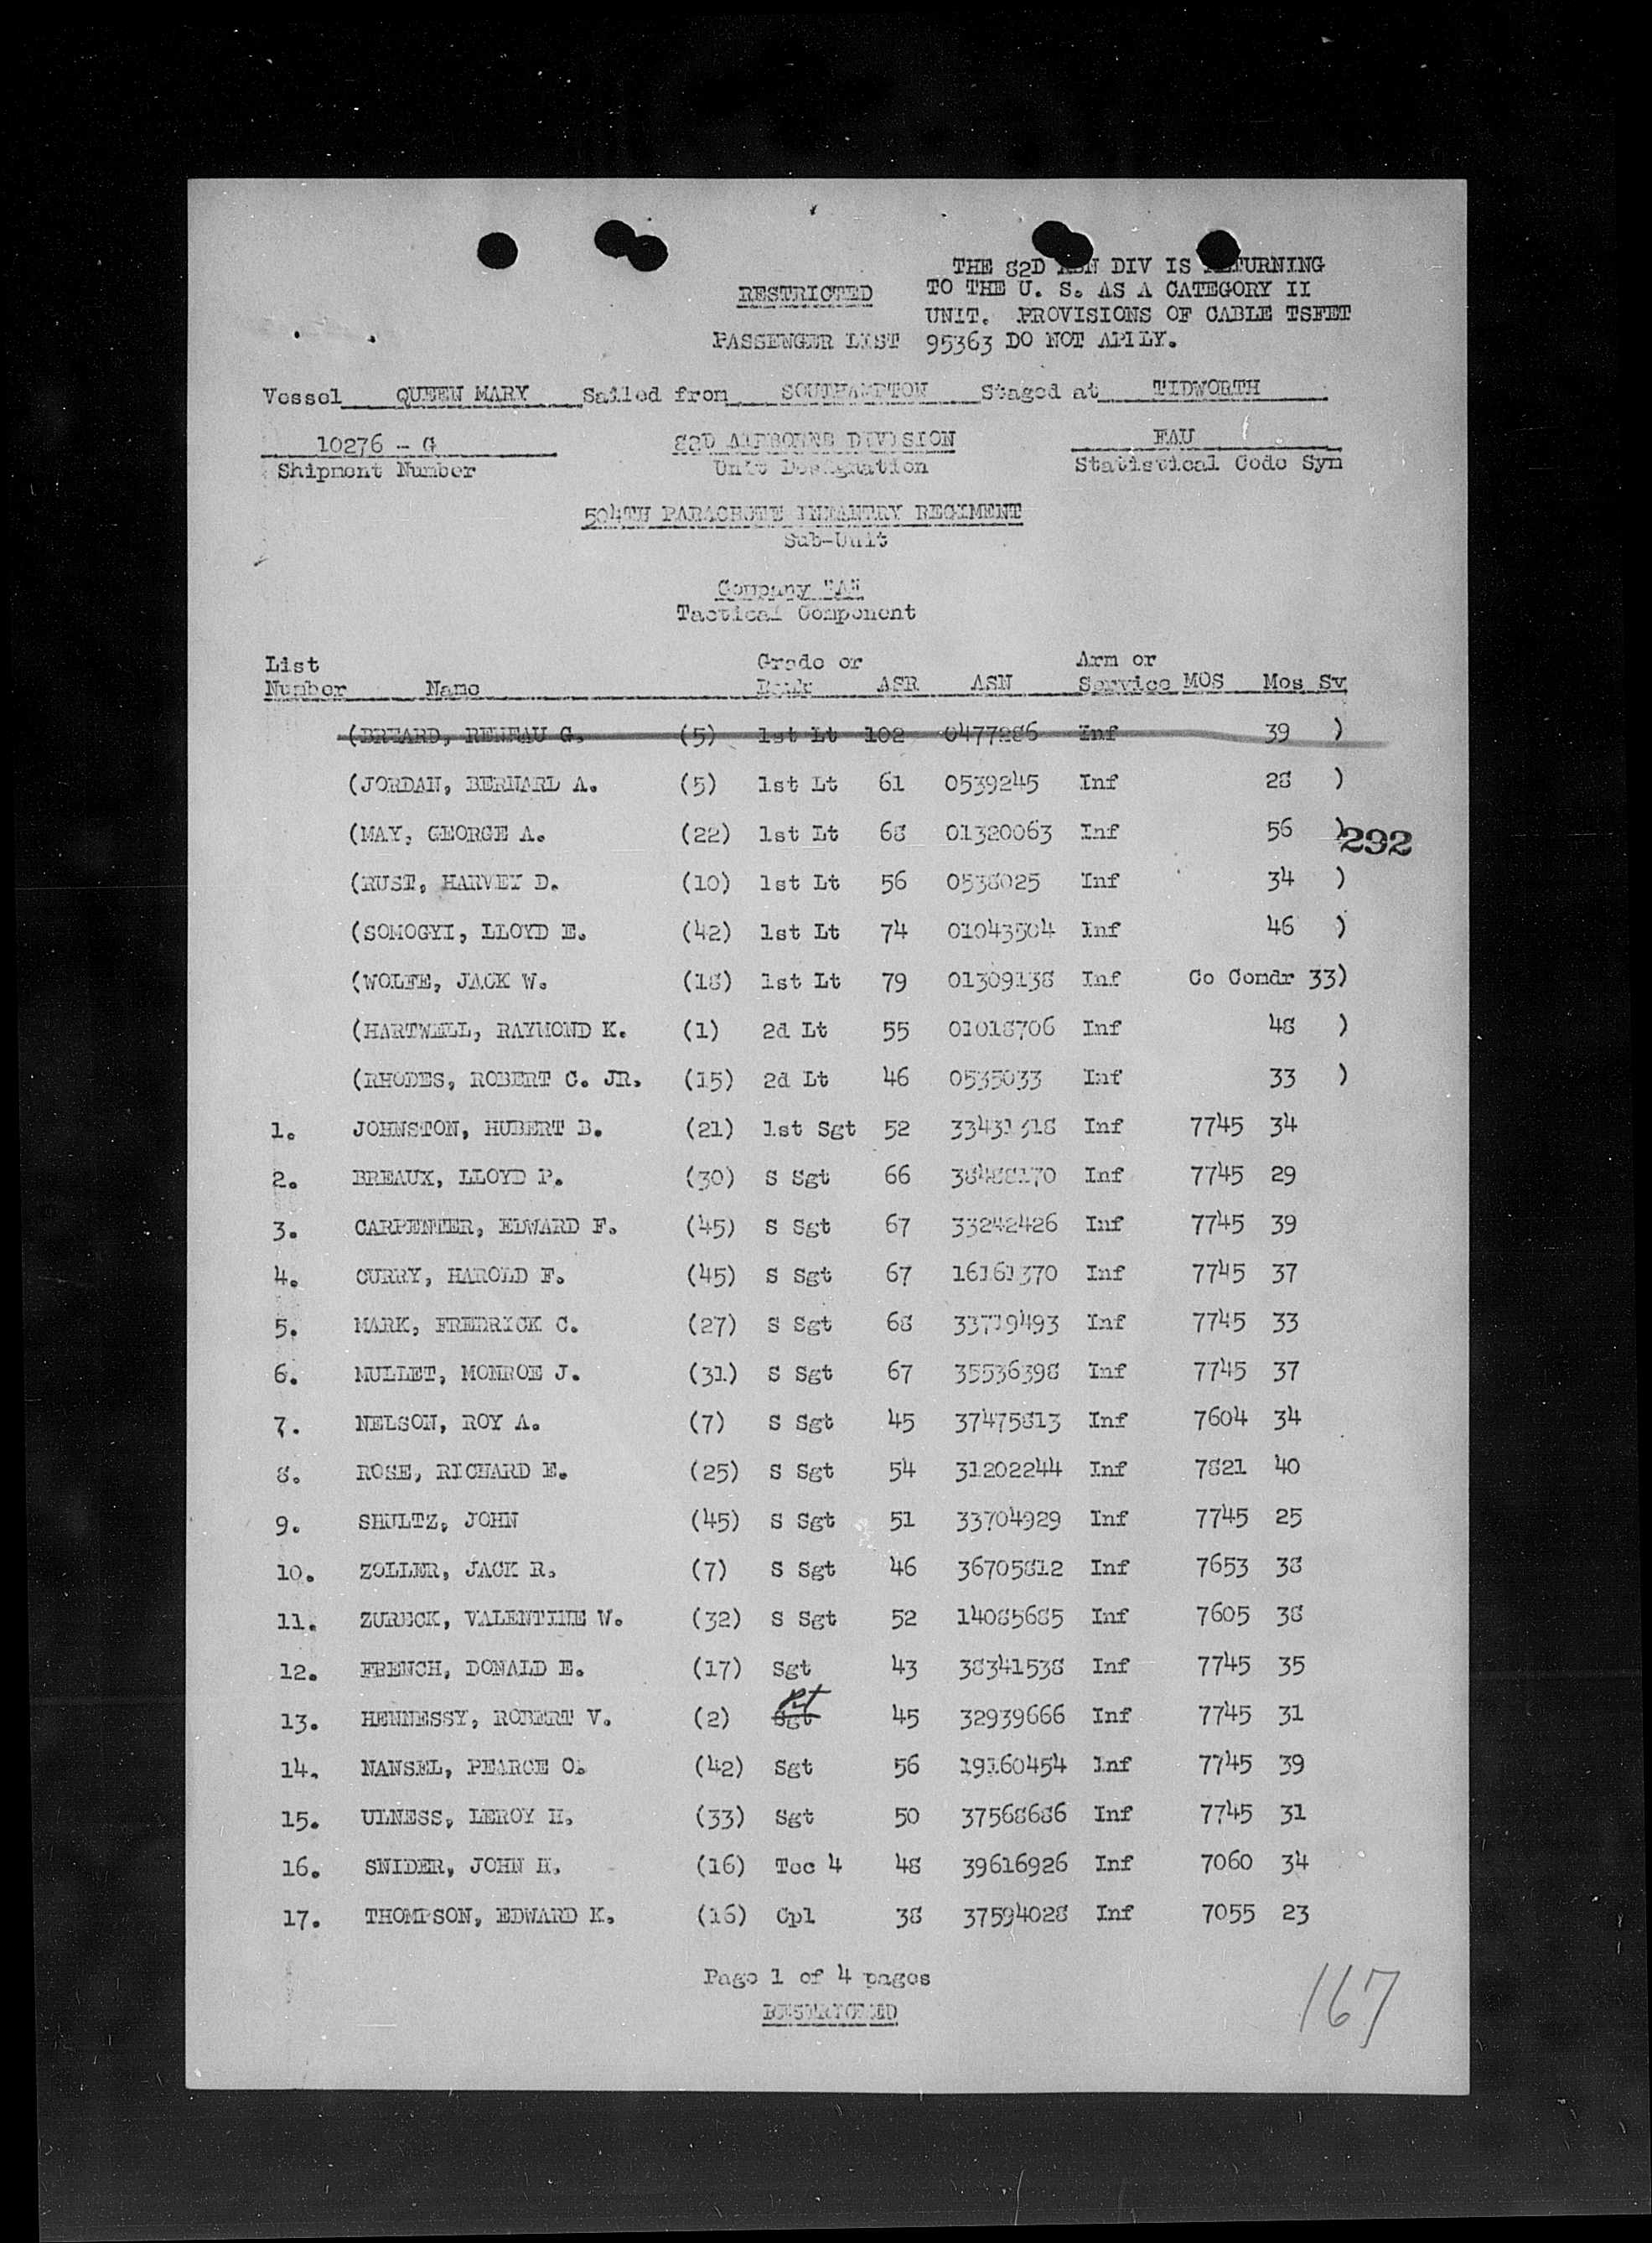 THE 82D ABN DIV IS RETURNING
TO THE U. S. AS A CATEGORY II
UNIT. PROVISIONS OF CABLE TSFET
95363 DO NOT APPLY.
RESTRICTED
PASSENGER LIST
Vessel QUEEN MARY Sailed from SOUTHAMPTON Staged at TIDWORTH
10276 - G 82D AIRBORNE DIVISION FAU
Shipment Number Unit Designation Statistical Code Sym
504TH PARACHUTE INFANTRY REGIMENT
Sub-Unit
Company "A"
Tactical Component
List Grade or Arm or
Number Name Rank ASR ASN Service MOS Mos Sv
(BREARD, RENEAU G. (5) 1st Lt 102 0477286 Inf 39 )
(JORDAN, BERNARD A. (5) 1st Lt 61 0539245 Inf 28 )
(MAY, GEORGE A. (22) 1st Lt 68 01320063 Inf 56 )
292
(RUST, HARVEY D. (10) 1st Lt 56 0538025 Inf 34 )
(SOMOGYI, LLOYD E. (42) 1st Lt 74 01043504 Inf 46 )
(WOLFE, JACK W. (18) 1st Lt 79 01309138 Inf Co Comdr 33)
(HARTWELL, RAYMOND K. (1) 2d Lt 55 01018706 Inf 48 )
(RHODES, ROBERT C. JR. (15) 2d Lt 46 0535033 Inf 33 )
1. JOHNSTON, HUBERT B. (21) 1st Sgt 52 Inf 7745 34
2. BREAUX, LLOYD P. (30) S Sgt 66 38488170 Inf 7745 29
3. CARPENTER, EDWARD F. (45) S Sgt 67 33242426 Inf 7745 39
4. CURRY, HAROLD F. (45) S Sgt 67 16161370 Inf 7745 37
5. MARK, FREDRICK C. (27) S Sgt 68 33719493 Inf 7745 33
6. MULLET, MONROE J. (31) S Sgt 67 35536398 Inf 7745 37
7. NELSON, ROY A. (7) S Sgt 45 37475813 Inf 7604 34
8. ROSE, RICHARD E. (25) S Sgt 54 31202244 Inf 7821 40
9. SHULTZ, JOHN (45) S Sgt 51 33704929 Inf 7745 25
10. ZOLLER, JACK R. (7) S Sgt 46 36705812 Inf 7653 38
11. ZURECK, VALENTINE W. (32) S Sgt 52 14085685 Inf 7605 38
12. FRENCH, DONALD E. (17) Sgt 43 38341538 Inf 7745 35
13. HENNESSY, ROBERT V. (2) Sgt Pvt 45 32939666 Inf 7745 31
14. NANSEL, PEARCE O. (42) Sgt 56 19160454 Inf 7745 39
15. ULNESS, LEROY H. (33) Sgt 50 37568686 Inf 7745 31
16. SNIDER, JOHN H. (16) Tec 4 48 39616926 Inf 7060 34
17. THOMPSON, EDWARD K. (16) Cpl 38 37594028 Inf 7055 23
Page 1 of 4 pages
RESTRICTED
167